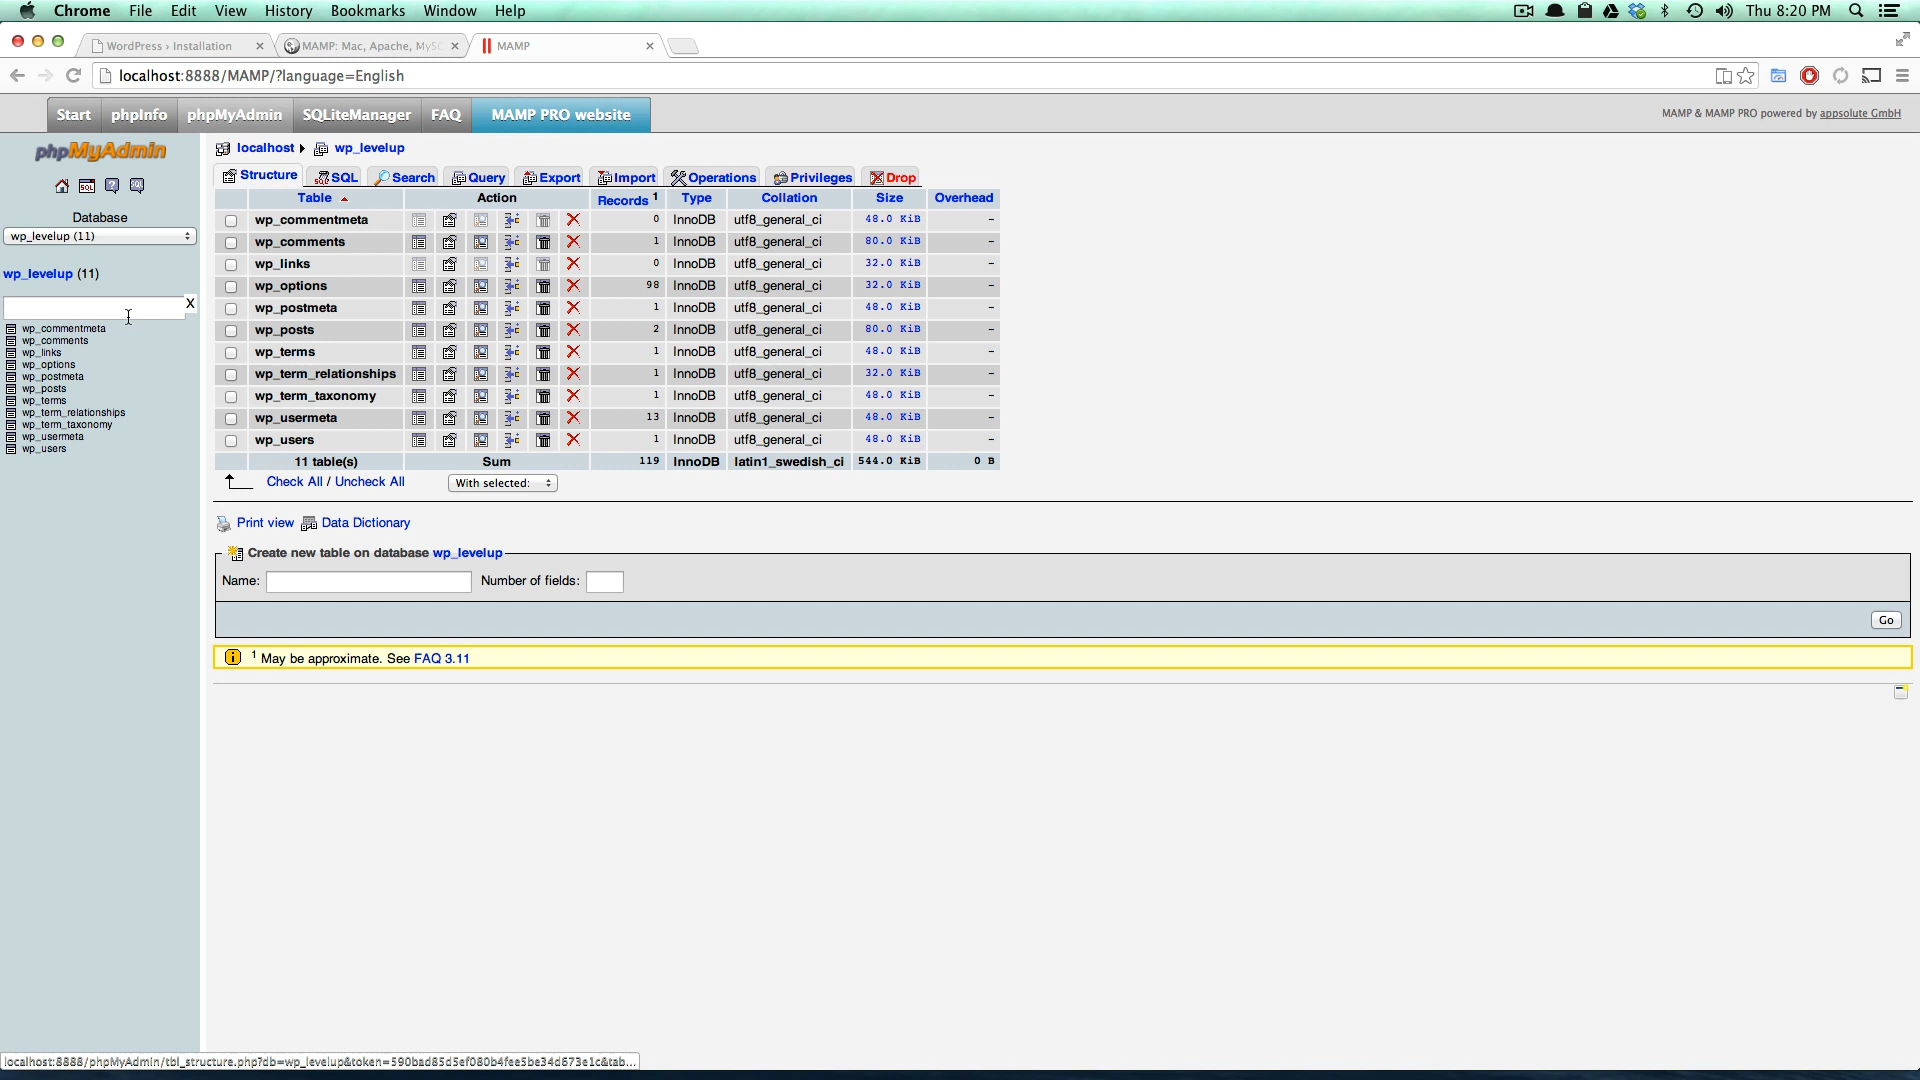 Chrome File Edit View History Bookmarks Window Help Thu 8:20 PM
WordPress › Installation MAMP: Mac, Apache, MySQ MAMP
localhost:8888/MAMP/?language=English
Start phpInfo phpMyAdmin SQLiteManager FAQ MAMP PRO website MAMP & MAMP PRO powered by appsolute GmbH
phpMyAdmin
Database
wp_levelup (11)
wp_levelup (11)
X
wp_commentmeta
wp_comments
wp_links
wp_options
wp_postmeta
wp_posts
wp_terms
wp_term_relationships
wp_term_taxonomy
wp_usermeta
wp_users
localhost ▸ wp_levelup
Structure SQL Search Query Export Import Operations Privileges Drop
Table Action Records 1 Type Collation Size Overhead
wp_commentmeta 0 InnoDB utf8_general_ci 48.0 KiB -
wp_comments 1 InnoDB utf8_general_ci 80.0 KiB -
wp_links 0 InnoDB utf8_general_ci 32.0 KiB -
wp_options 98 InnoDB utf8_general_ci 32.0 KiB -
wp_postmeta 1 InnoDB utf8_general_ci 48.0 KiB -
wp_posts 2 InnoDB utf8_general_ci 80.0 KiB -
wp_terms 1 InnoDB utf8_general_ci 48.0 KiB -
wp_term_relationships 1 InnoDB utf8_general_ci 32.0 KiB -
wp_term_taxonomy 1 InnoDB utf8_general_ci 48.0 KiB -
wp_usermeta 13 InnoDB utf8_general_ci 48.0 KiB -
wp_users 1 InnoDB utf8_general_ci 48.0 KiB -
11 table(s) Sum 119 InnoDB latin1_swedish_ci 544.0 KiB 0 B
Check All / Uncheck All With selected:
Print view Data Dictionary
Create new table on database wp_levelup
Name: Number of fields:
Go
1 May be approximate. See FAQ 3.11
localhost:8888/phpMyAdmin/tbl_structure.php?db=wp_levelup&token=590bad85d5ef080b4fee5be34d673e1c&tab...